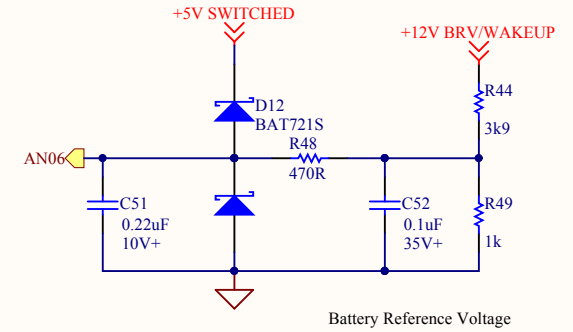 +5V SWITCHED
+12V BRV/WAKEUP
D12
BAT721S
R44
3k9
AN06
R48
470R
C51
0.22uF
10V+
C52
0.1uF
35V+
R49
1k
Battery Reference Voltage